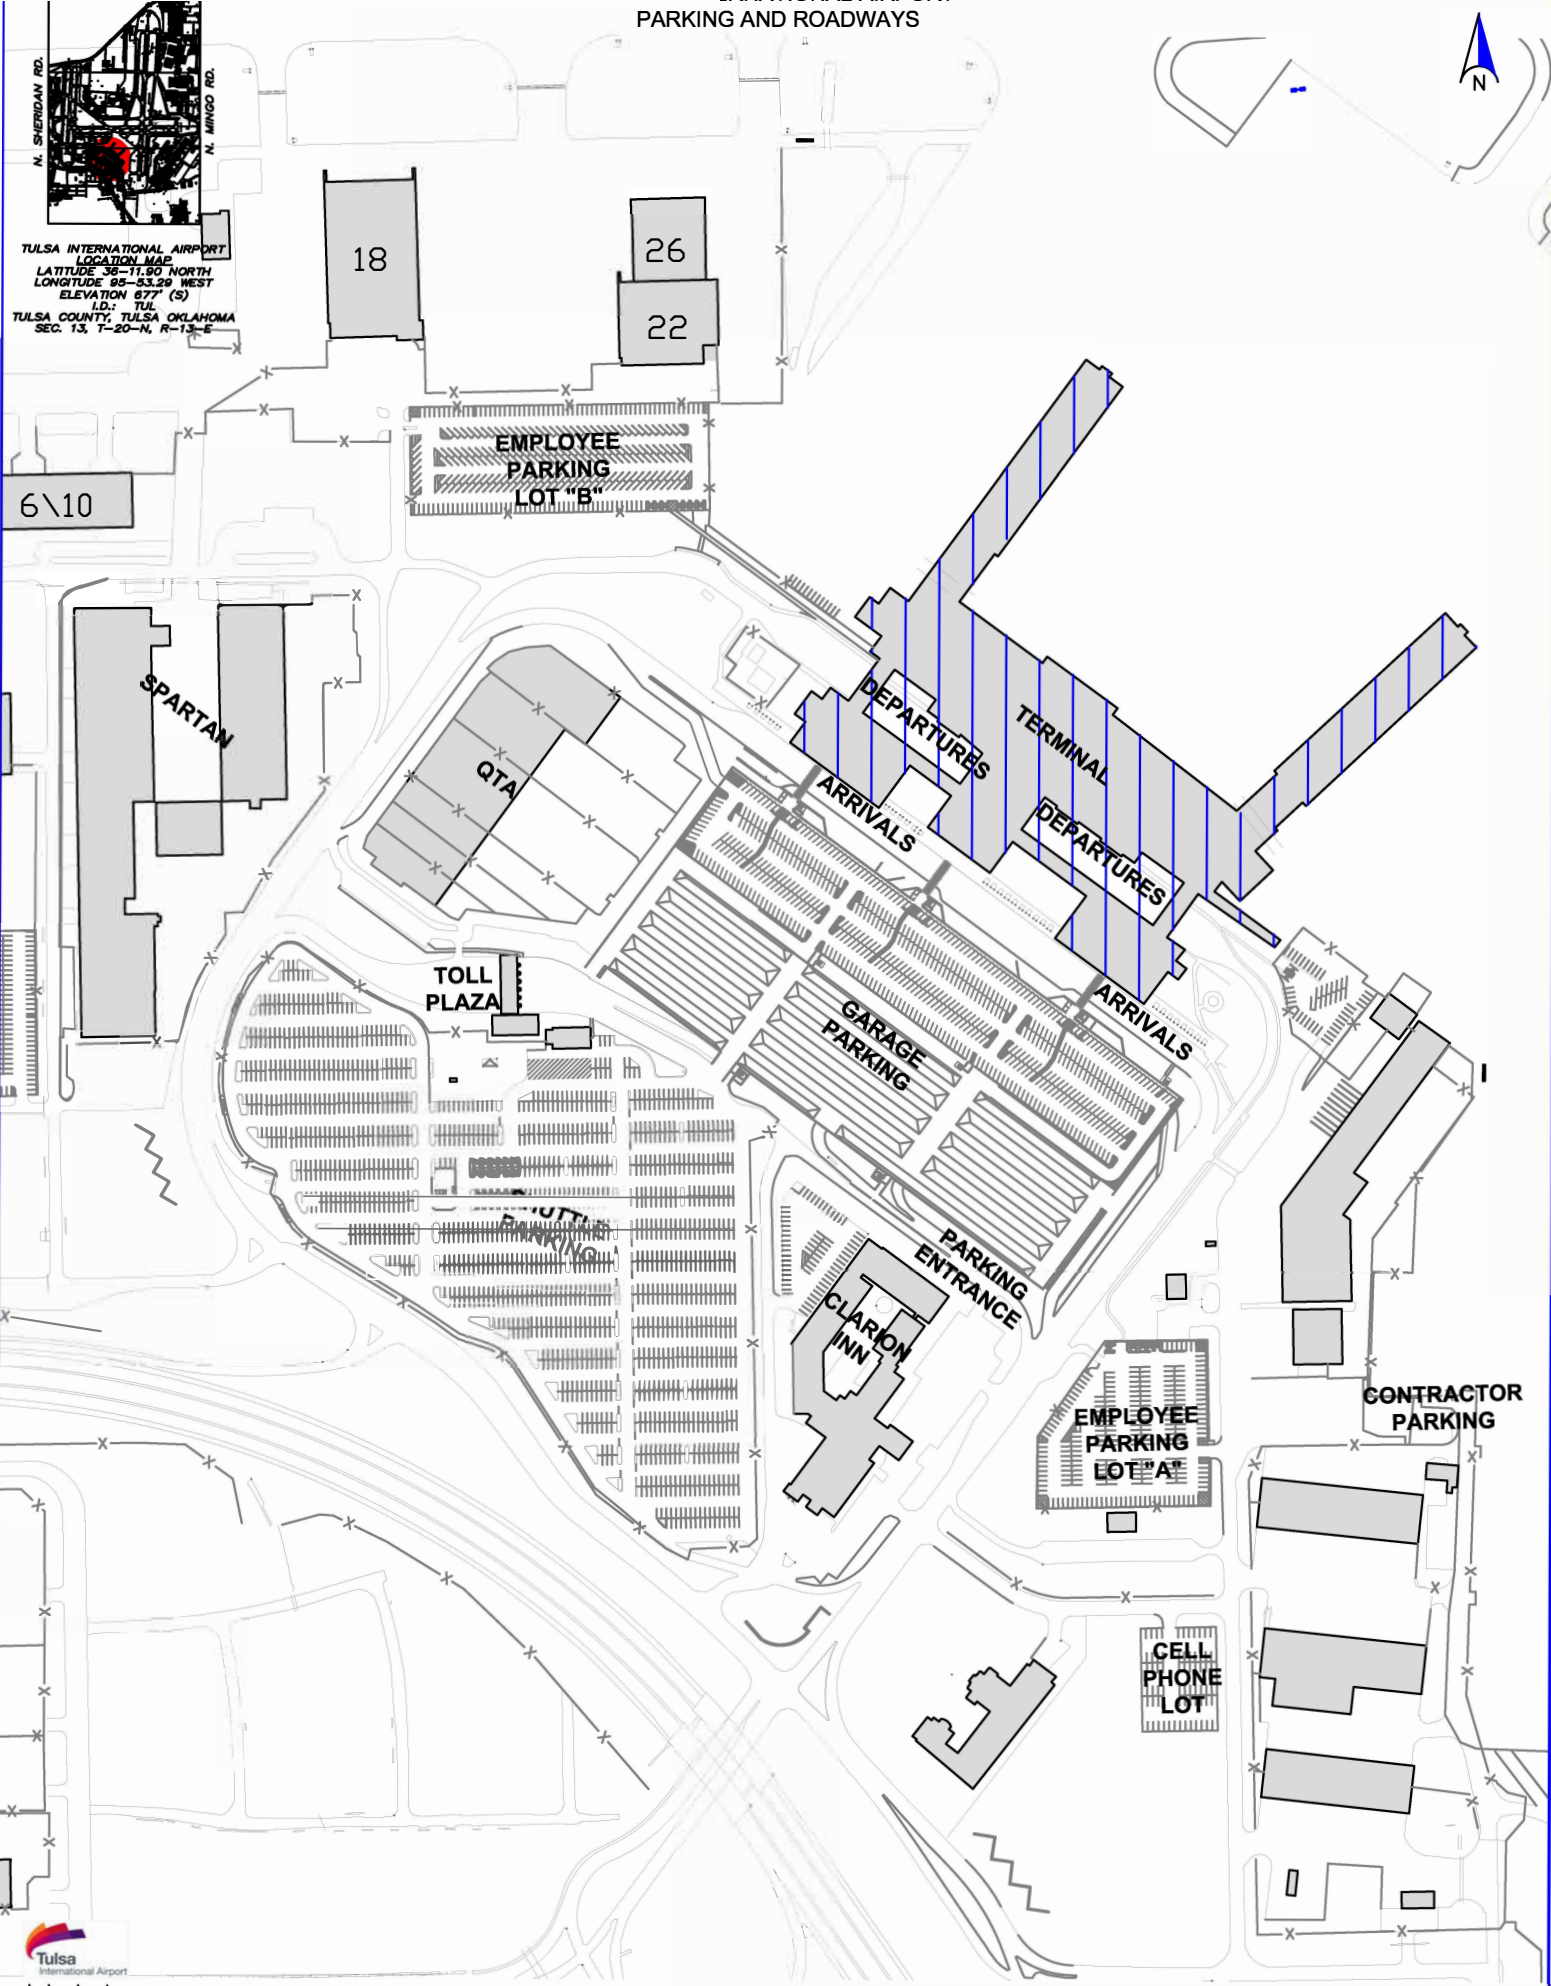 PARKING AND ROADWAYS
N
N. SHERIDAN RD.
N. MINGO RD.
TULSA INTERNATIONAL AIRPORT
LOCATION MAP
LATITUDE 36-11.90 NORTH
LONGITUDE 95-53.29 WEST
ELEVATION 677' (S)
I.D.: TUL
TULSA COUNTY, TULSA OKLAHOMA
SEC. 13, T-20-N, R-13-E
18
26
22
EMPLOYEE
PARKING
LOT "B"
6\10
SPARTAN
QTA
DEPARTURES
TERMINAL
ARRIVALS
DEPARTURES
TOLL
PLAZA
GARAGE
PARKING
ARRIVALS
PARKING
PARKING
ENTRANCE
CLARION
INN
EMPLOYEE
PARKING
LOT "A"
CONTRACTOR
PARKING
CELL
PHONE
LOT
Tulsa
International Airport